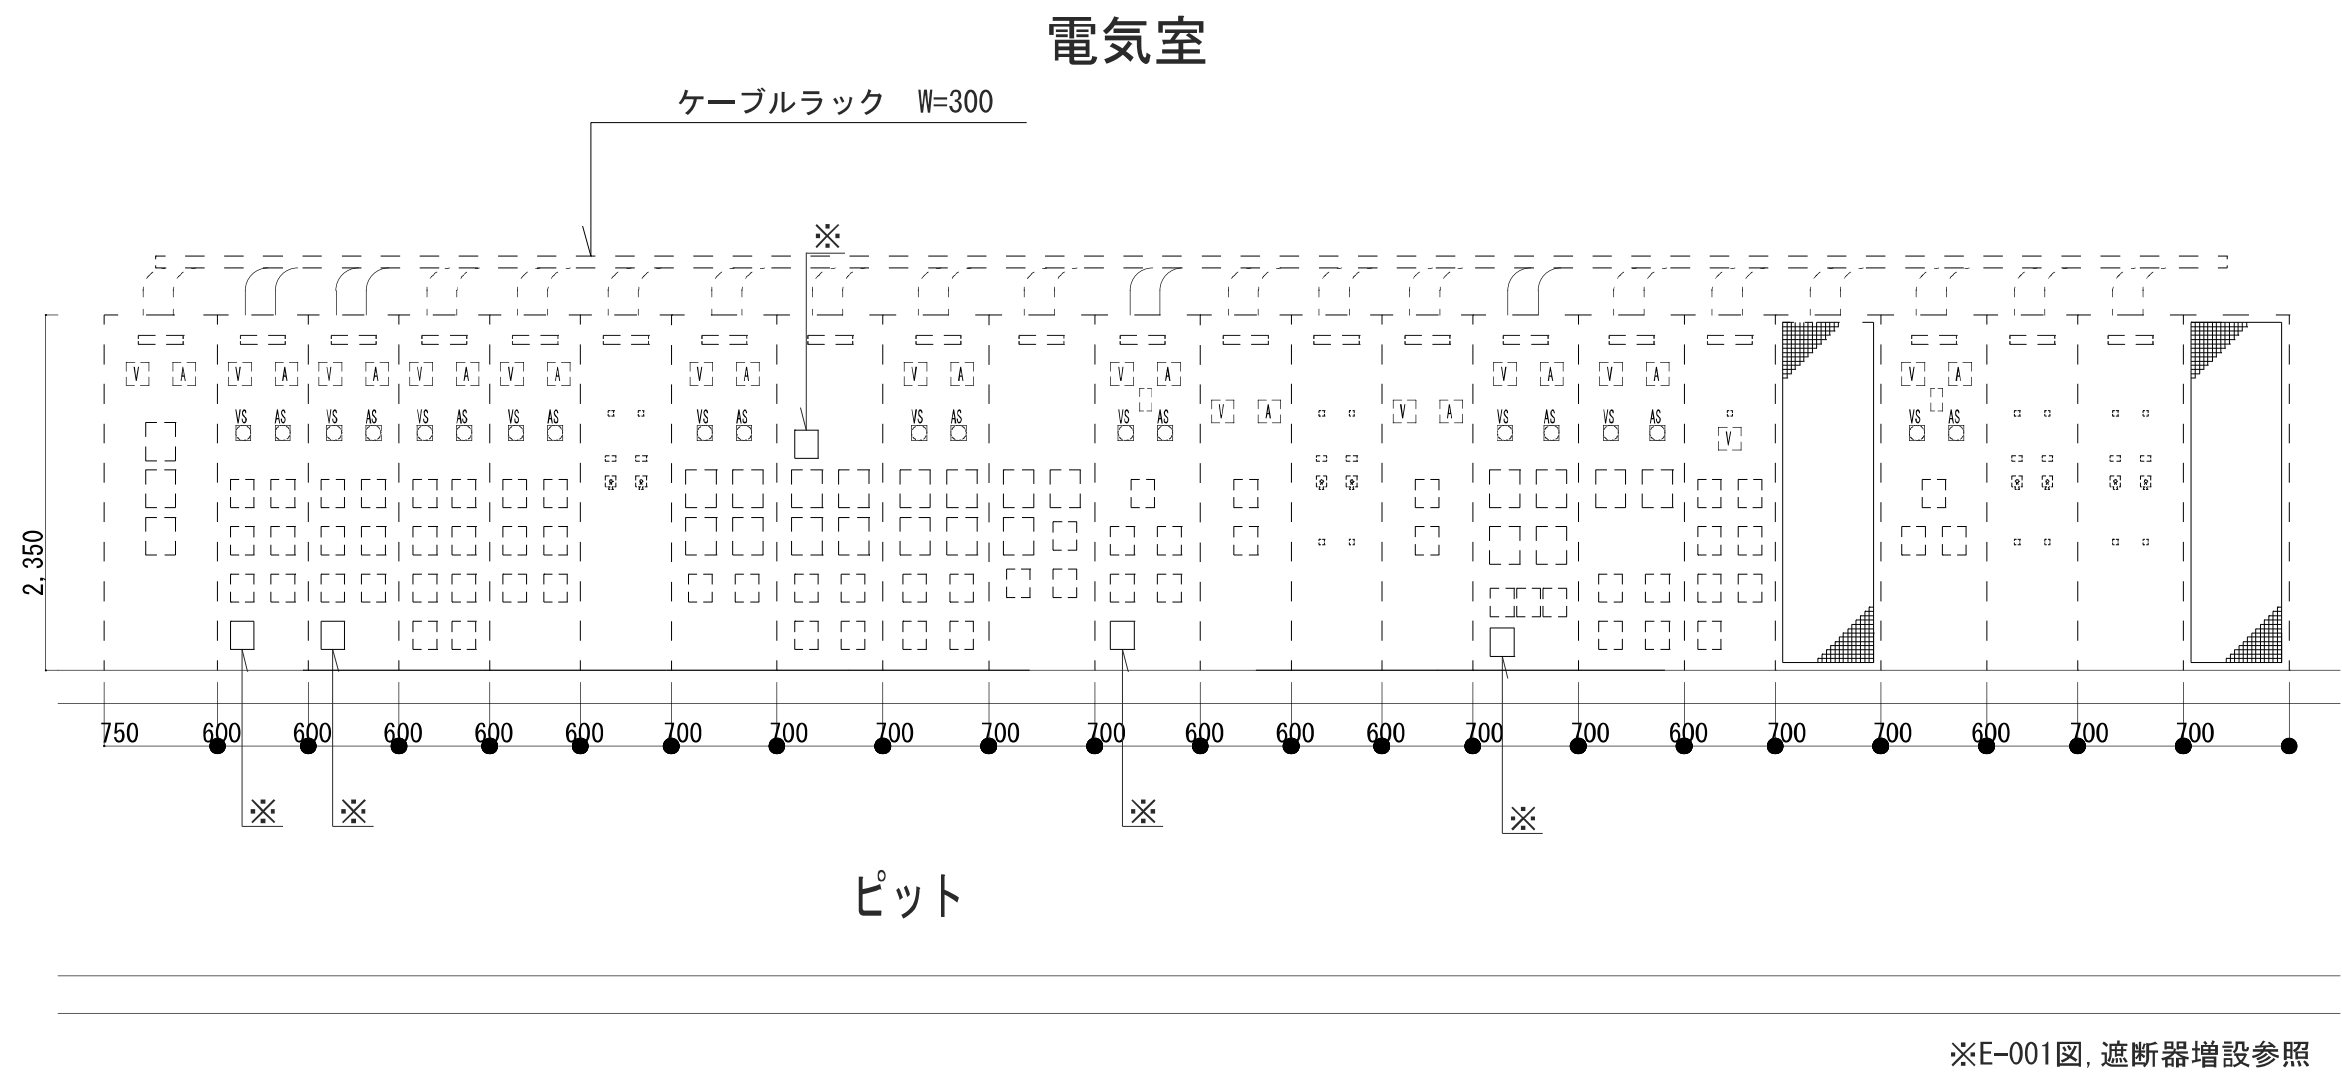 電気室
ケーブルラック W=300
※
V A V A V A V A V A V A V A V A V A V A V A
V A V A
VS AS VS AS VS AS VS AS VS AS VS AS VS AS VS AS VS AS VS AS
V
2,350
750 600 600 600 600 600 700 700 700 700 700 600 600 600 700 700 600 700 700 600 700 700
※ ※ ※ ※
ピット
※E-001図,遮断器増設参照